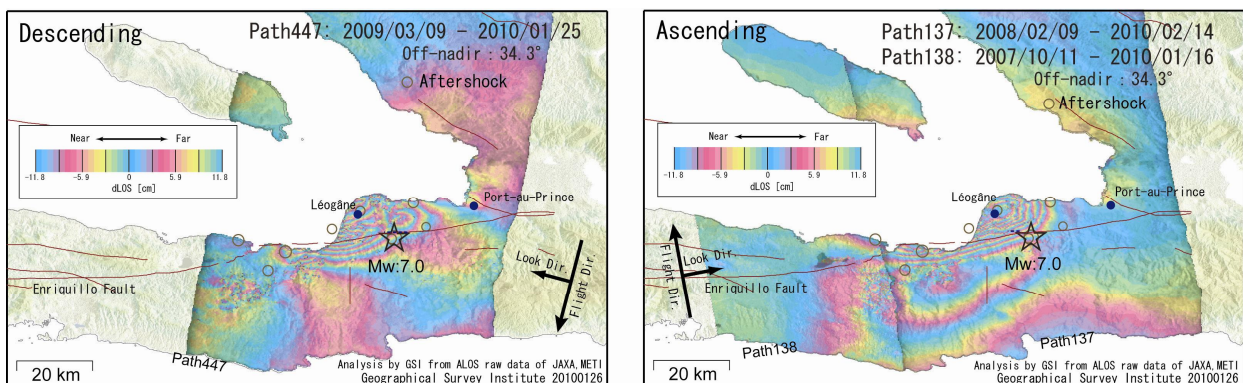 Descending
Path447: 2009/03/09 - 2010/01/25
Off-nadir : 34.3°
Aftershock
Near Far
-11.8 -5.9 0 5.9 11.8
dLOS [cm]
Léogâne
Port-au-Prince
Mw:7.0
Look Dir.
Flight Dir.
Enriquillo Fault
Path447
20 km
Analysis by GSI from ALOS raw data of JAXA, METI
Geographical Survey Institute 20100126
Ascending
Path137: 2008/02/09 - 2010/02/14
Path138: 2007/10/11 - 2010/01/16
Off-nadir : 34.3°
Aftershock
Near Far
-11.8 -5.9 0 5.9 11.8
dLOS [cm]
Léogâne
Port-au-Prince
Mw:7.0
Look Dir.
Flight Dir.
Enriquillo Fault
Path138
Path137
20 km
Analysis by GSI from ALOS raw data of JAXA, METI
Geographical Survey Institute 20100126